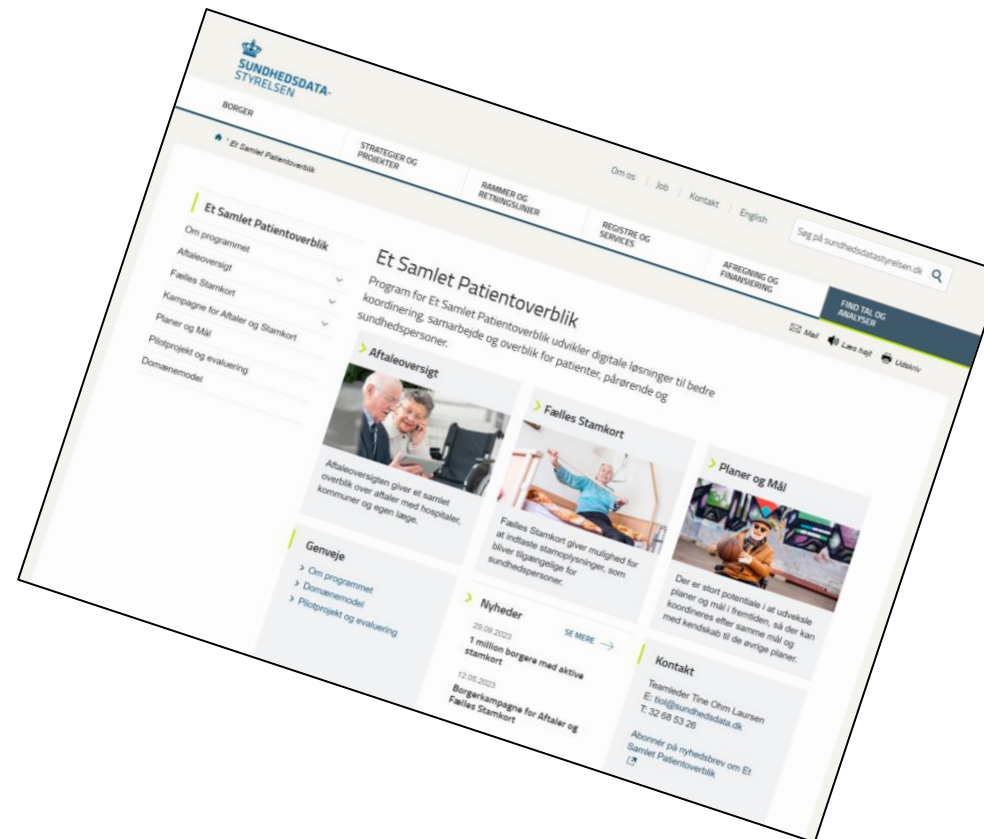 SUNDHEDSDATA-
STYRELSEN
Om os | Job | Kontakt | English
Søg på sundhedsdatastyrelsen.dk
BORGER
STRATEGIER OG
PROJEKTER
RAMMER OG
RETNINGSLINJER
REGISTRE OG
SERVICES
AFREGNING OG
FINANSIERING
FIND TAL OG
ANALYSER
Et Samlet Patientoverblik
Mail
Læs højt
Udskriv
Et Samlet Patientoverblik
Om programmet
Aftaleoversigt
Fælles Stamkort
Kampagne for Aftaler og Stamkort
Planer og Mål
Pilotprojekt og evaluering
Domænemodel
Et Samlet Patientoverblik
Program for Et Samlet Patientoverblik udvikler digitale løsninger til bedre
koordinering, samarbejde og overblik for patienter, pårørende og
sundhedspersoner.
Aftaleoversigt
Aftaleoversigten giver et samlet
overblik over aftaler med hospitaler,
kommuner og egen læge.
Fælles Stamkort
Fælles Stamkort giver mulighed for
at indtaste stamoplysninger, som
bliver tilgængelige for
sundhedspersoner.
Planer og Mål
Der er stort potentiale i at udveksle
planer og mål i fremtiden, så der kan
koordineres efter samme mål og
med kendskab til de øvrige planer.
Genveje
Om programmet
Domænemodel
Pilotprojekt og evaluering
Nyheder
SE MERE
29.09.2023
1 million borgere med aktive
stamkort
12.05.2023
Borgerkampagne for Aftaler og
Fælles Stamkort
Kontakt
Teamleder Tine Ohm Laursen
E: tiol@sundhedsdata.dk
T: 32 68 53 26
Abonnér på nyhedsbrev om Et
Samlet Patientoverblik